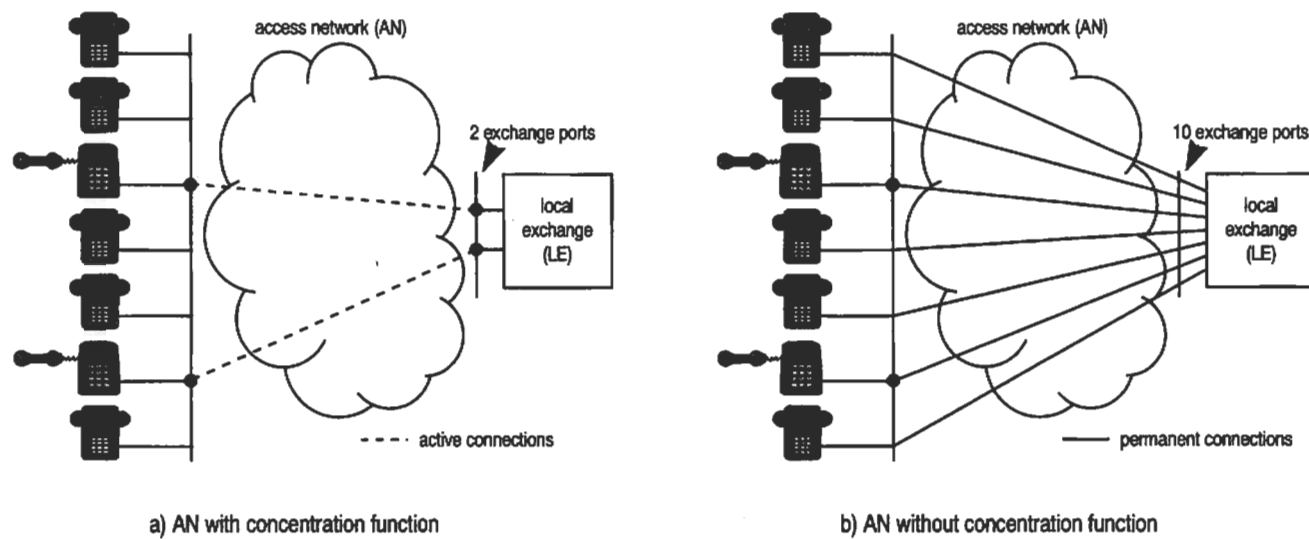 access network (AN)
2 exchange ports
local
exchange
(LE)
active connections
a) AN with concentration function
access network (AN)
10 exchange ports
local
exchange
(LE)
permanent connections
b) AN without concentration function